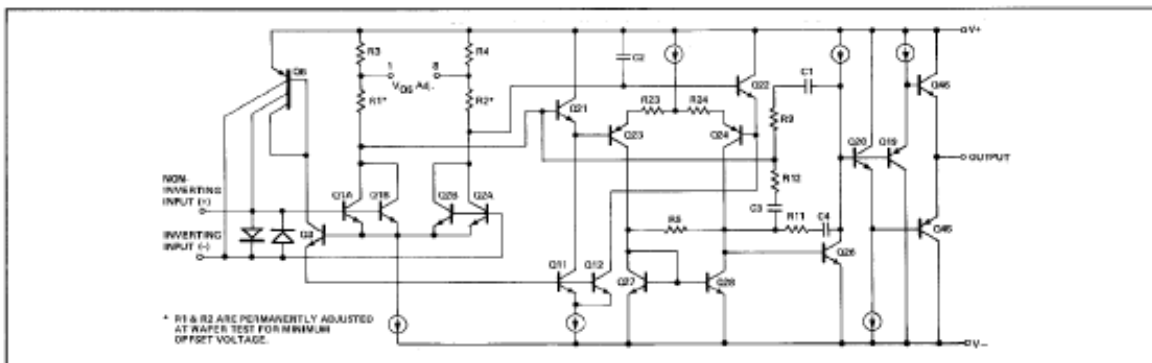 V+
R3
R4
C2
Q6
1
8
VOS Adj.
C1
Q22
Q46
R1*
R2*
Q21
R23
R24
R9
Q23
Q24
Q20
Q19
OUTPUT
R12
NON-
INVERTING
INPUT (+)
Q1A
Q1B
Q2B
Q2A
C3
R11
C4
Q3
R5
Q45
INVERTING
INPUT (-)
Q26
Q11
Q12
Q27
Q28
* R1 & R2 ARE PERMANENTLY ADJUSTED
AT WAFER TEST FOR MINIMUM
OFFSET VOLTAGE.
V-